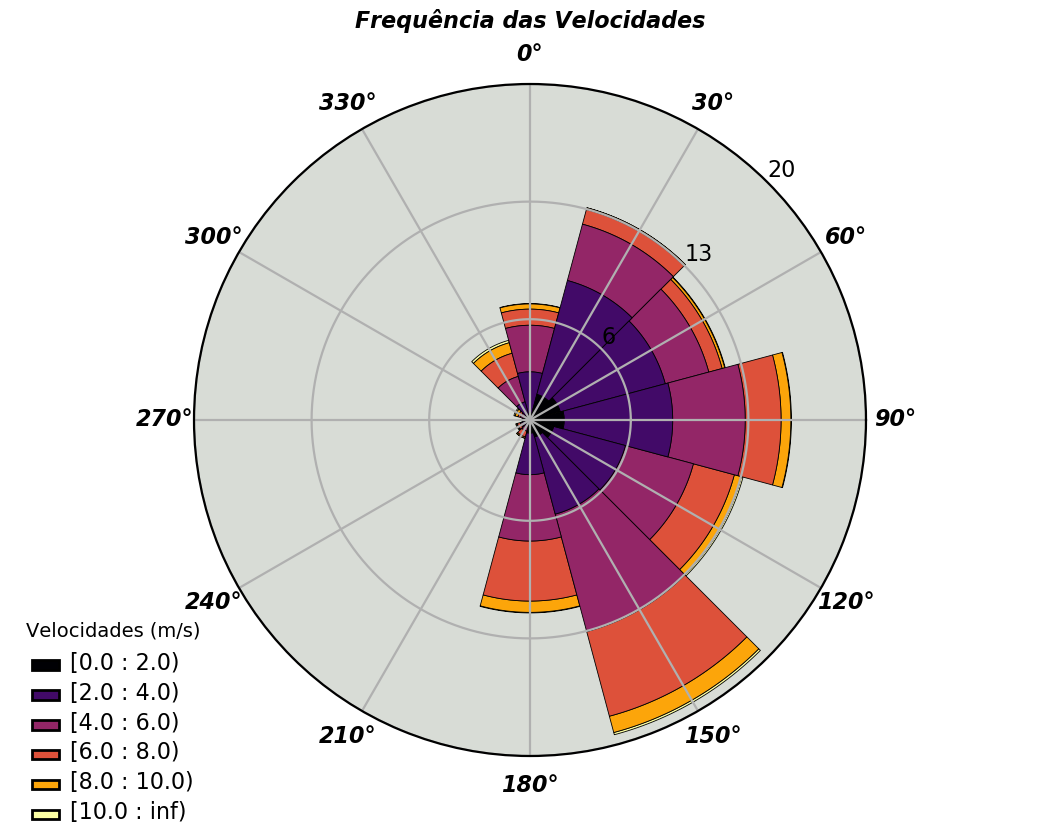 Frequência das Velocidades
0°
330°
30°
20
300°
60°
13
6
270°
90°
240°
120°
210°
150°
180°
Velocidades (m/s)
[0.0 : 2.0)
[2.0 : 4.0)
[4.0 : 6.0)
[6.0 : 8.0)
[8.0 : 10.0)
[10.0 : inf)